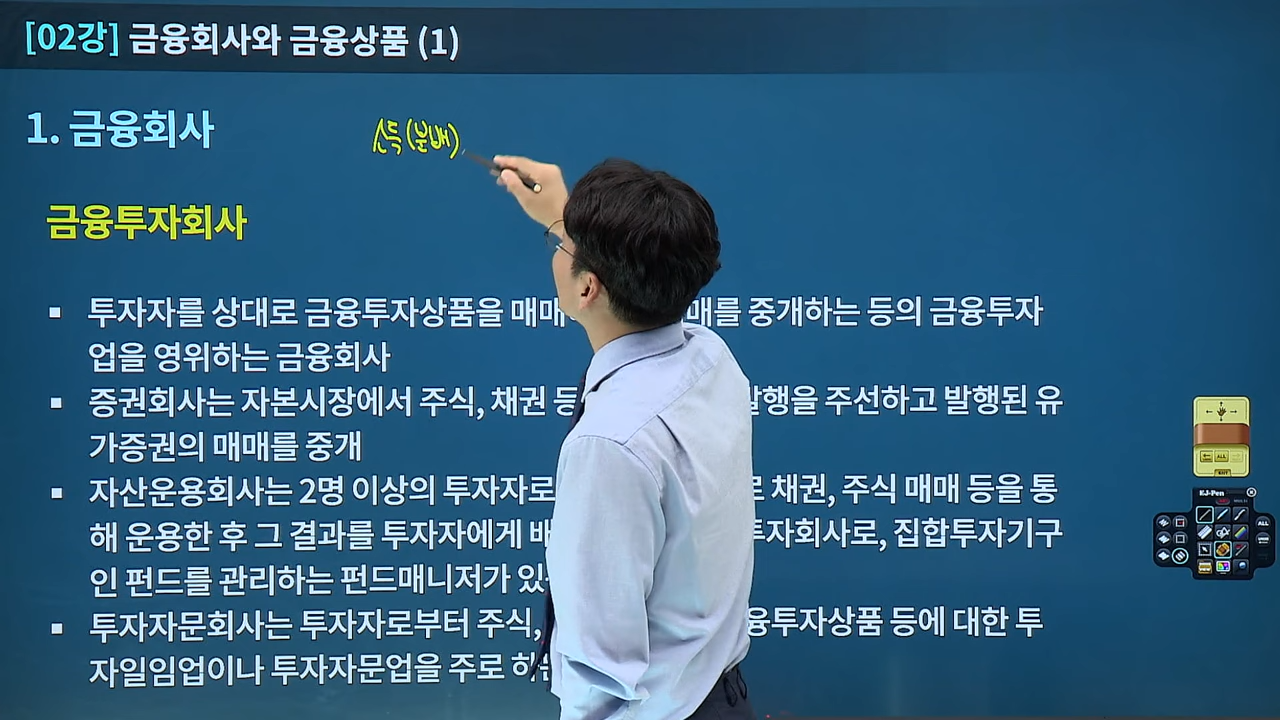 [02강] 금융회사와 금융상품 (1)
1. 금융회사
소득(분배)
금융투자회사
▪ 투자자를 상대로 금융투자상품을 매매 매를 중개하는 등의 금융투자
업을 영위하는 금융회사
▪ 증권회사는 자본시장에서 주식, 채권 등 발행을 주선하고 발행된 유
가증권의 매매를 중개
▪ 자산운용회사는 2명 이상의 투자자로 로 채권, 주식 매매 등을 통
해 운용한 후 그 결과를 투자자에게 배 투자회사로, 집합투자기구
인 펀드를 관리하는 펀드매니저가 있
▪ 투자자문회사는 투자자로부터 주식, 융투자상품 등에 대한 투
자일임업이나 투자자문업을 주로 하는
EJ-Pen
ALL
ALL